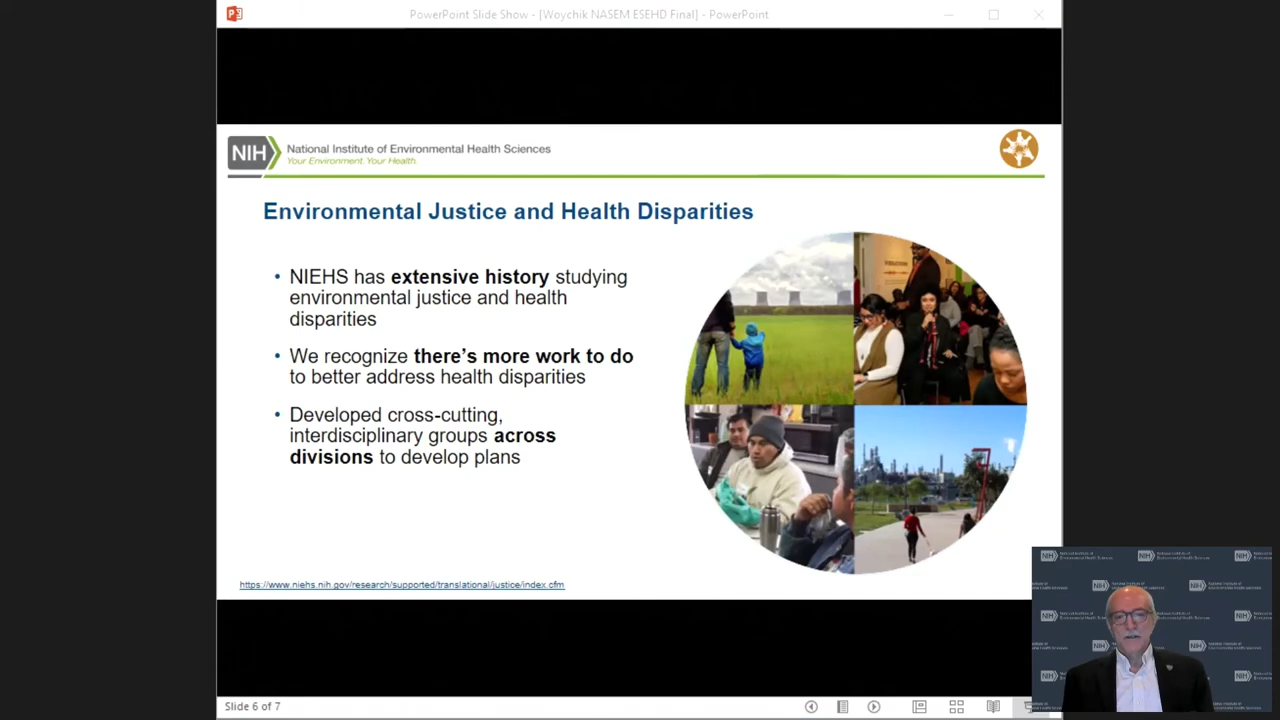 PowerPoint Slide Show - [Woychik NASEM ESEHD Final] - PowerPoint
NIH
National Institute of Environmental Health Sciences
Your Environment. Your Health.
Environmental Justice and Health Disparities
• NIEHS has extensive history studying
environmental justice and health
disparities
• We recognize there's more work to do
to better address health disparities
• Developed cross-cutting,
interdisciplinary groups across
divisions to develop plans
https://www.niehs.nih.gov/research/supported/translational/justice/index.cfm
NIH
Slide 6 of 7